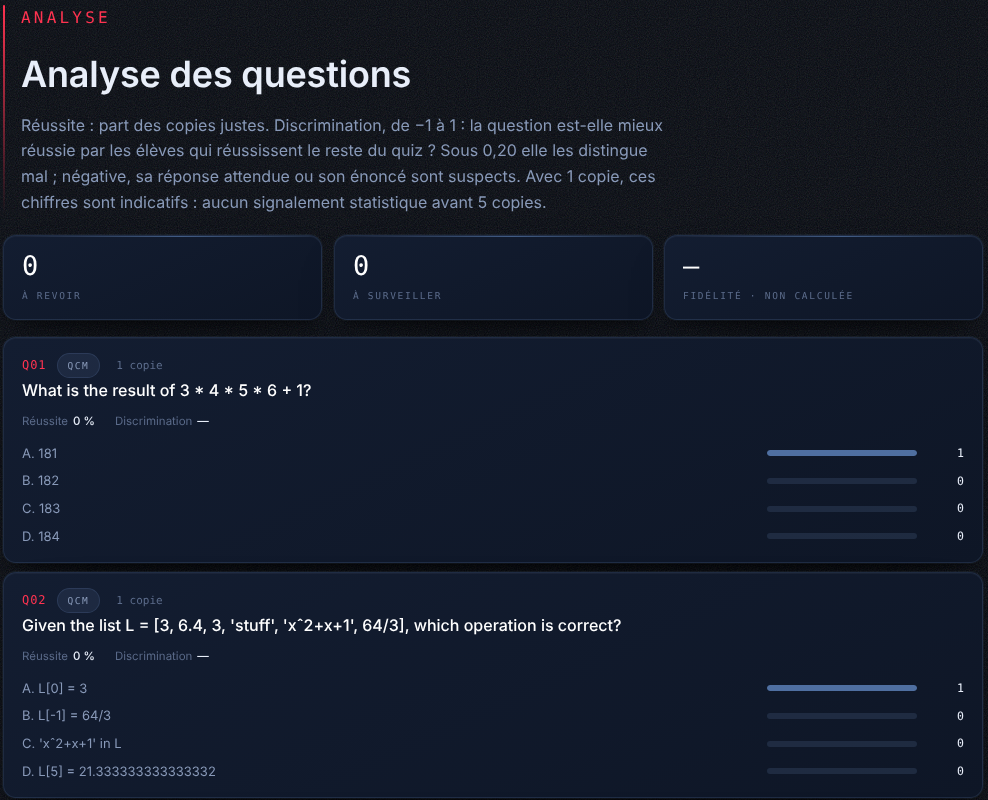 ANALYSE
Analyse des questions
Réussite : part des copies justes. Discrimination, de −1 à 1 : la question est-elle mieux
réussie par les élèves qui réussissent le reste du quiz ? Sous 0,20 elle les distingue
mal ; négative, sa réponse attendue ou son énoncé sont suspects. Avec 1 copie, ces
chiffres sont indicatifs : aucun signalement statistique avant 5 copies.
0
À REVOIR
0
À SURVEILLER
—
FIDÉLITÉ · NON CALCULÉE
Q01 QCM 1 copie
What is the result of 3 * 4 * 5 * 6 + 1?
Réussite 0 % Discrimination —
A. 181 1
B. 182 0
C. 183 0
D. 184 0
Q02 QCM 1 copie
Given the list L = [3, 6.4, 3, 'stuff', 'xˆ2+x+1', 64/3], which operation is correct?
Réussite 0 % Discrimination —
A. L[0] = 3 1
B. L[-1] = 64/3 0
C. 'xˆ2+x+1' in L 0
D. L[5] = 21.333333333333332 0